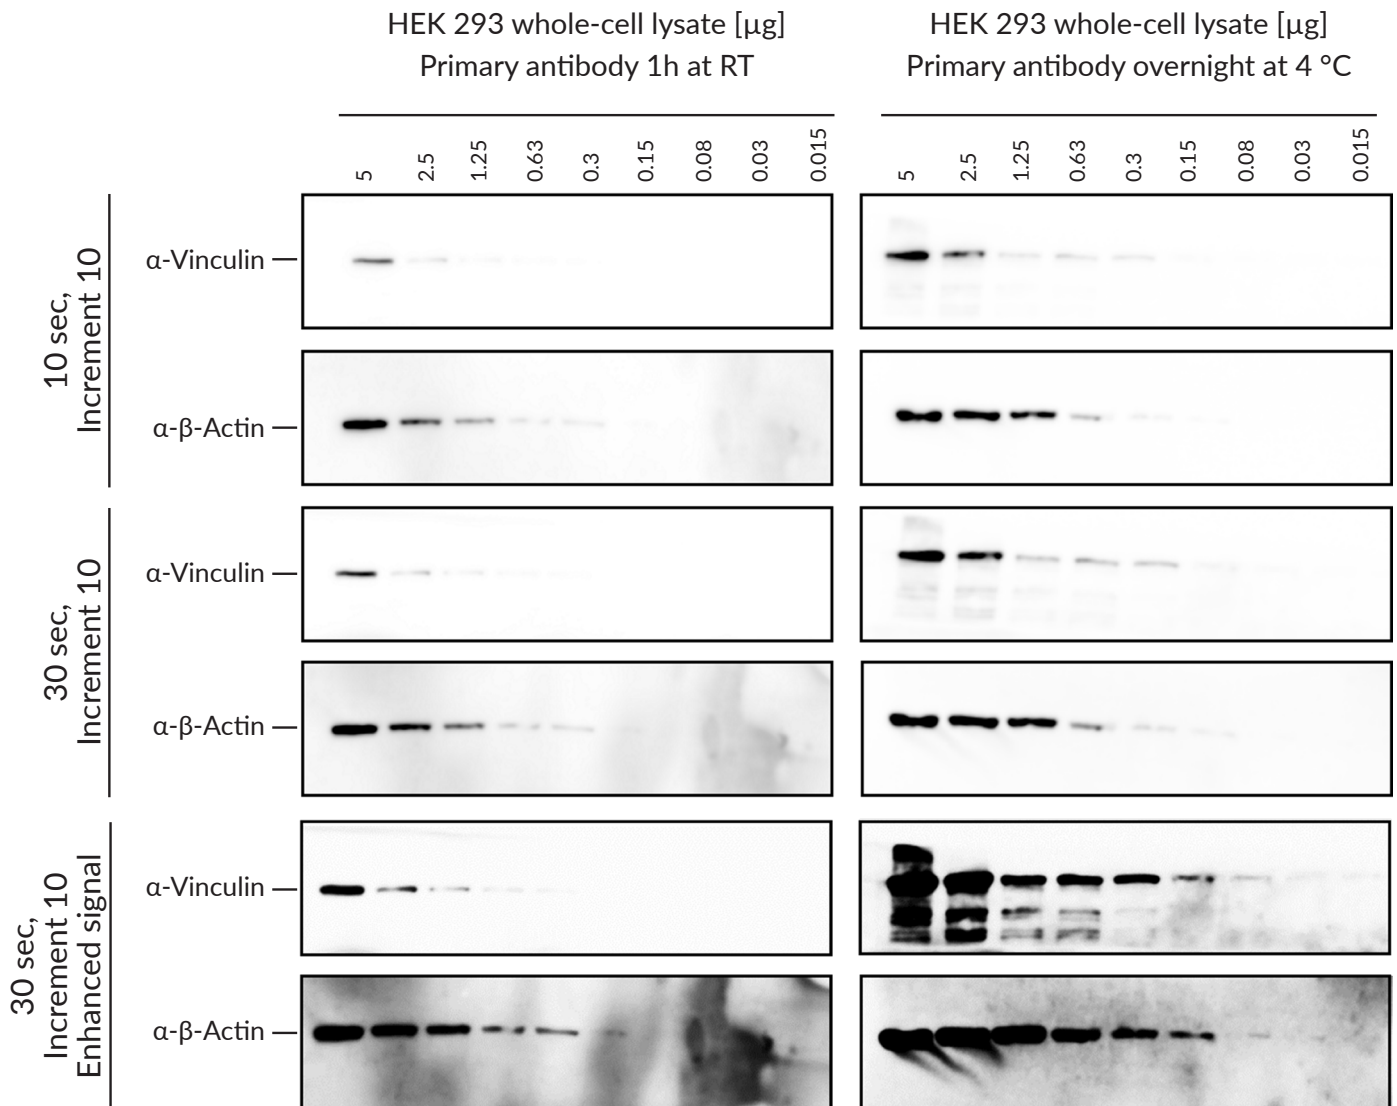 HEK 293 whole-cell lysate [µg]
Primary antibody 1h at RT
HEK 293 whole-cell lysate [µg]
Primary antibody overnight at 4 °C
5 2.5 1.25 0.63 0.3 0.15 0.08 0.03 0.015
5 2.5 1.25 0.63 0.3 0.15 0.08 0.03 0.015
10 sec,
Increment 10
α-Vinculin
α-β-Actin
30 sec,
Increment 10
α-Vinculin
α-β-Actin
30 sec,
Increment 10
Enhanced signal
α-Vinculin
α-β-Actin